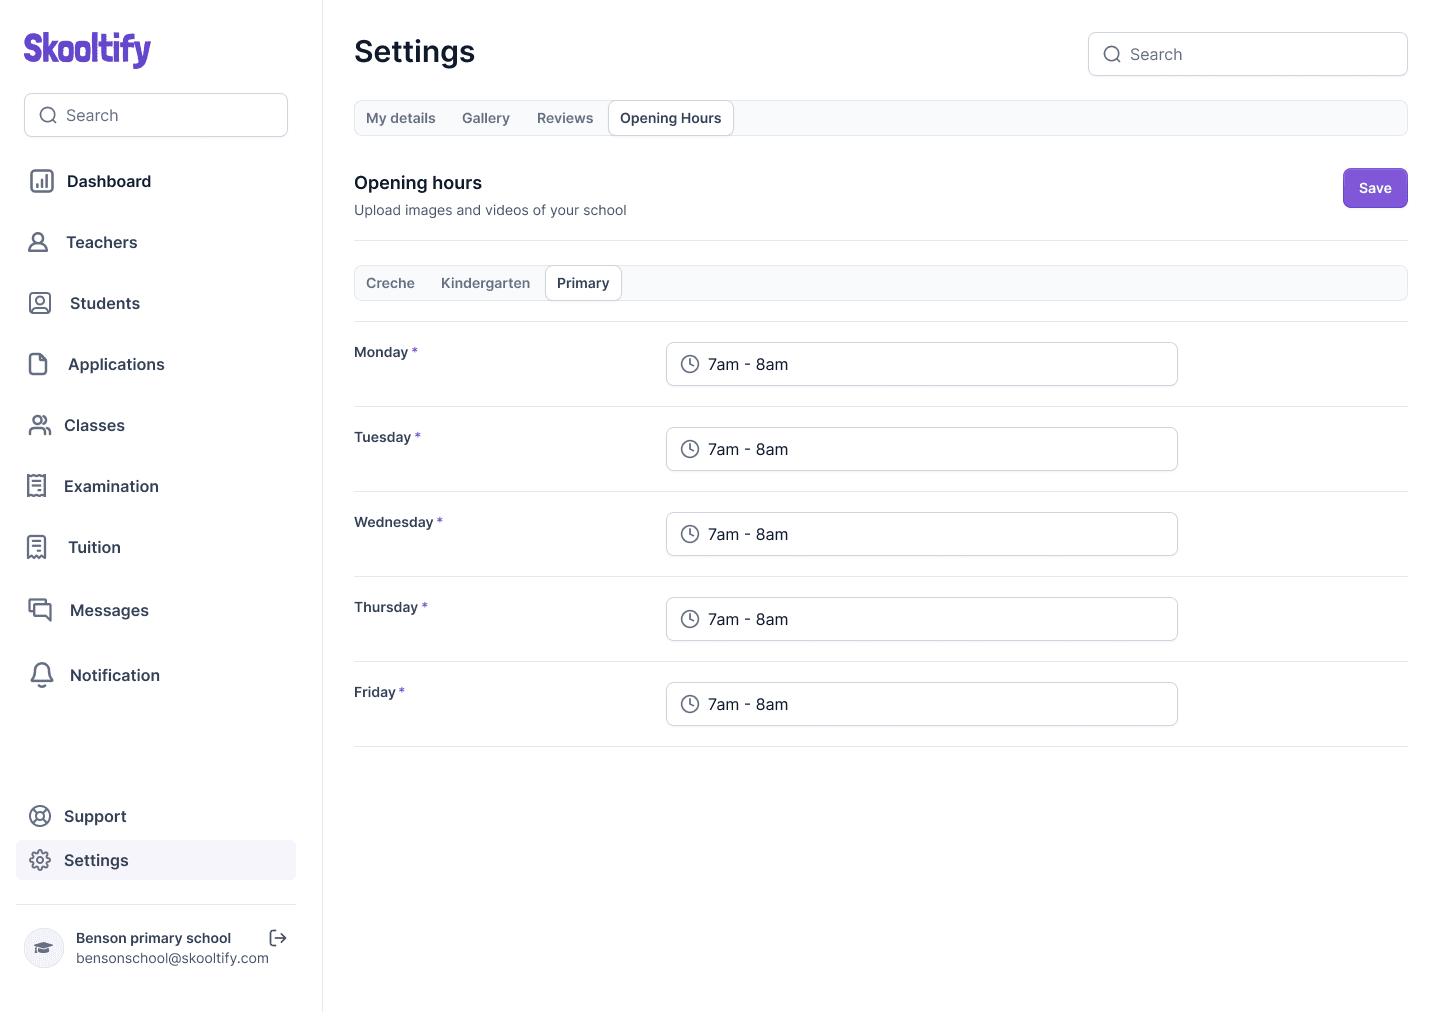 Skooltify
Search
Dashboard
Teachers
Students
Applications
Classes
Examination
Tuition
Messages
Notification
Support
Settings
Benson primary school
bensonschool@skooltify.com
Settings
Search
My details Gallery Reviews Opening Hours
Opening hours
Upload images and videos of your school
Save
Creche Kindergarten Primary
Monday * 7am - 8am
Tuesday * 7am - 8am
Wednesday * 7am - 8am
Thursday * 7am - 8am
Friday * 7am - 8am